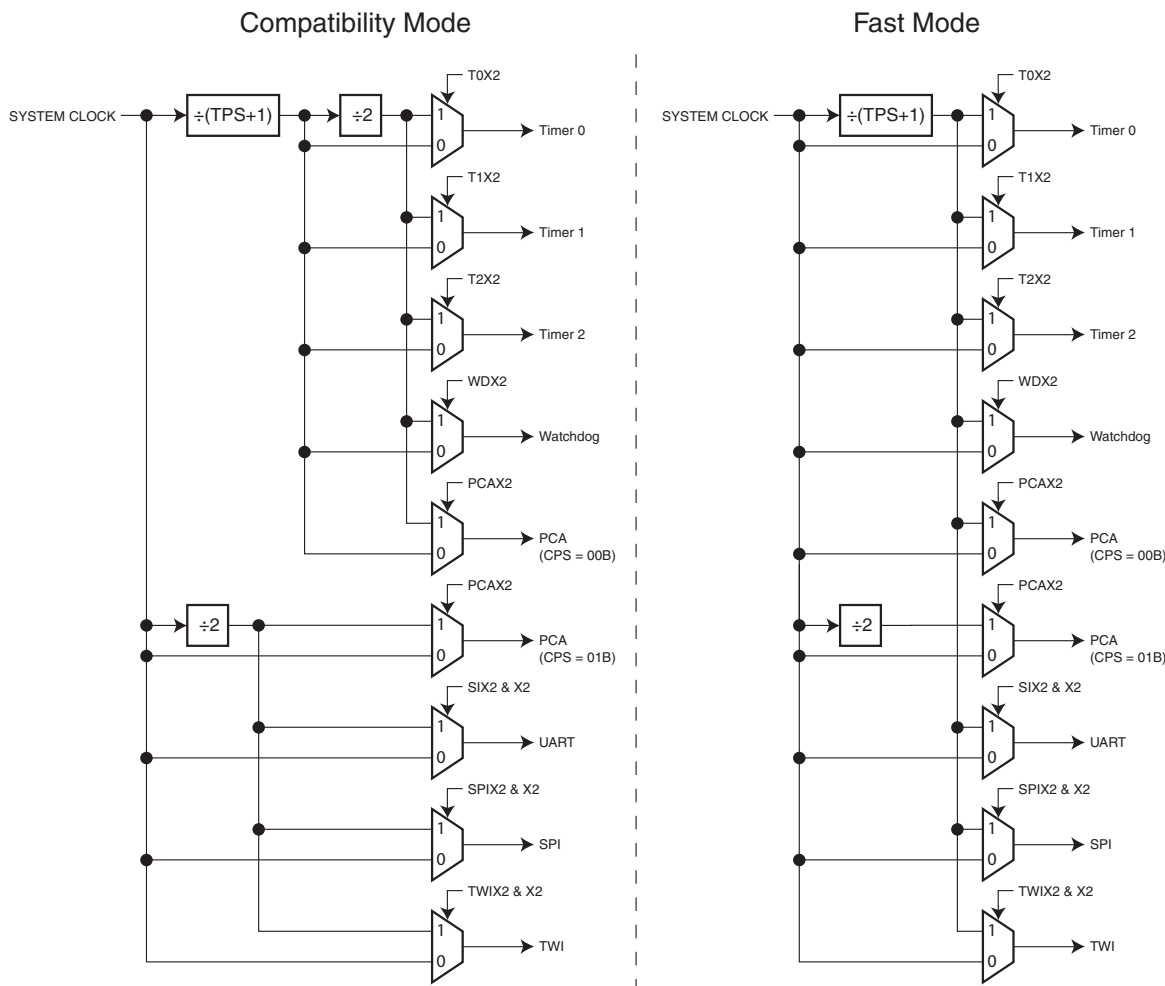 Compatibility Mode
T0X2
SYSTEM CLOCK
÷(TPS+1)
÷2
1
0
Timer 0
T1X2
1
0
Timer 1
T2X2
1
0
Timer 2
WDX2
1
0
Watchdog
PCAX2
1
0
PCA
(CPS = 00B)
PCAX2
÷2
1
0
PCA
(CPS = 01B)
SIX2 & X2
1
0
UART
SPIX2 & X2
1
0
SPI
TWIX2 & X2
1
0
TWI
Fast Mode
T0X2
SYSTEM CLOCK
÷(TPS+1)
1
0
Timer 0
T1X2
1
0
Timer 1
T2X2
1
0
Timer 2
WDX2
1
0
Watchdog
PCAX2
1
0
PCA
(CPS = 00B)
PCAX2
÷2
1
0
PCA
(CPS = 01B)
SIX2 & X2
1
0
UART
SPIX2 & X2
1
0
SPI
TWIX2 & X2
1
0
TWI